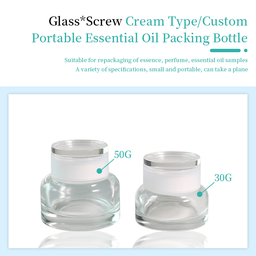 Glass*Screw Cream Type/Custom
Portable Essential Oil Packing Bottle
Suitable for repackaging of essence, perfume, essential oil samples
A variety of specifications, small and portable, can take a plane
50G
30G